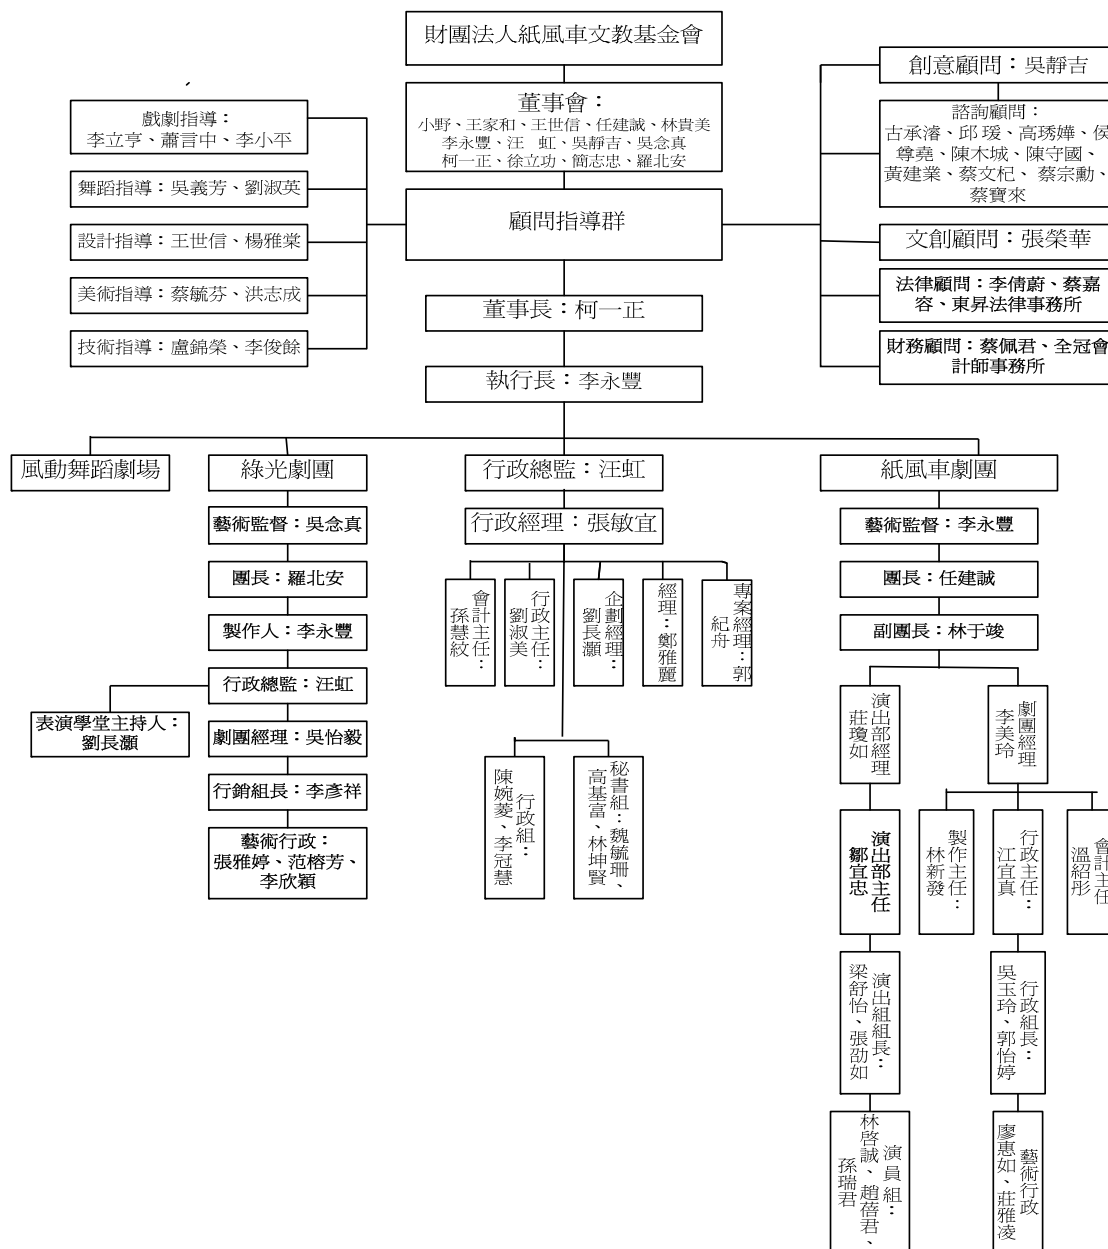 財團法人紙風車文教基金會
董事會：
小野、王家和、王世信、任建誠、林貴美
李永豐、汪 虹、吳靜吉、吳念真
柯一正、徐立功、簡志忠、羅北安
顧問指導群
戲劇指導：
李立亨、蕭言中、李小平
舞蹈指導：吳義芳、劉淑英
設計指導：王世信、楊雅棠
美術指導：蔡毓芬、洪志成
技術指導：盧錦榮、李俊餘
創意顧問：吳靜吉
諮詢顧問：
古承濬、邱 瑗、高琇嬅、侯
尊堯、陳木城、陳守國、
黃建業、蔡文杞、 蔡宗勳、
蔡寶來
文創顧問：張榮華
法律顧問：李倩蔚、蔡嘉
容、東昇法律事務所
財務顧問：蔡佩君、全冠會
計師事務所
董事長：柯一正
執行長：李永豐
風動舞蹈劇場
綠光劇團
藝術監督：吳念真
團長：羅北安
製作人：李永豐
行政總監：汪虹
表演學堂主持人：
劉長灝
劇團經理：吳怡毅
行銷組長：李彥祥
藝術行政：
張雅婷、范榕芳、
李欣穎
行政總監：汪虹
行政經理：張敏宜
會計主任：
孫慧紋
行政主任：
劉淑美
企劃經理：
劉長灝
經理：鄭雅麗
專案經理：郭
紀舟
行政組：
陳婉菱、李冠慧
秘書組：魏毓珊、
高基富、林坤賢
紙風車劇團
藝術監督：李永豐
團長：任建誠
副團長：林于竣
演出部經理
莊瓊如
劇團經理
李美玲
演出部主任
鄒宜忠
製作主任：
林新發
行政主任：
江宜真
會計主任
溫紹彤
演出組組長：
梁舒怡、張劭如
行政組長：
吳玉玲、郭怡婷
演員組：
林啓誠、趙蓓君、
孫瑞君
藝術行政
廖惠如、莊雅凌